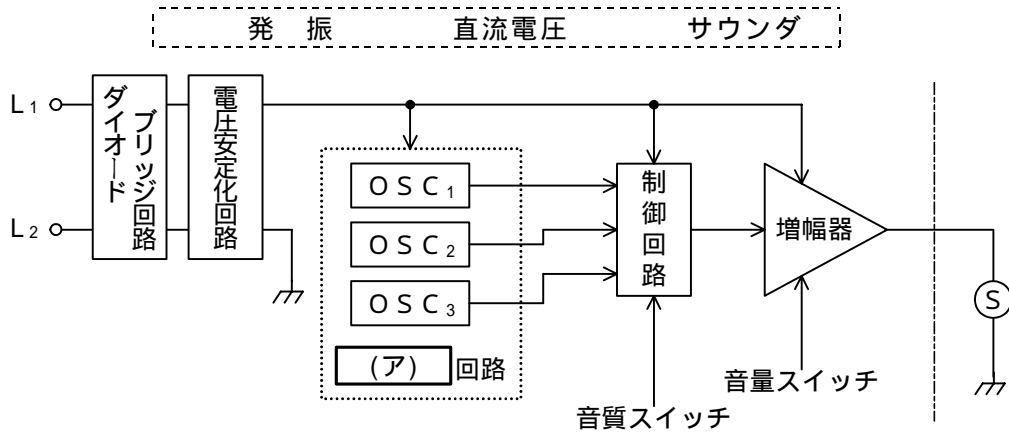 発 振 直流電圧 サウンダ
L1
L2
ダイオード
ブリッジ回路
電圧安定化回路
OSC1
OSC2
OSC3
(ア) 回路
制御回路
増幅器
S
音質スイッチ
音量スイッチ